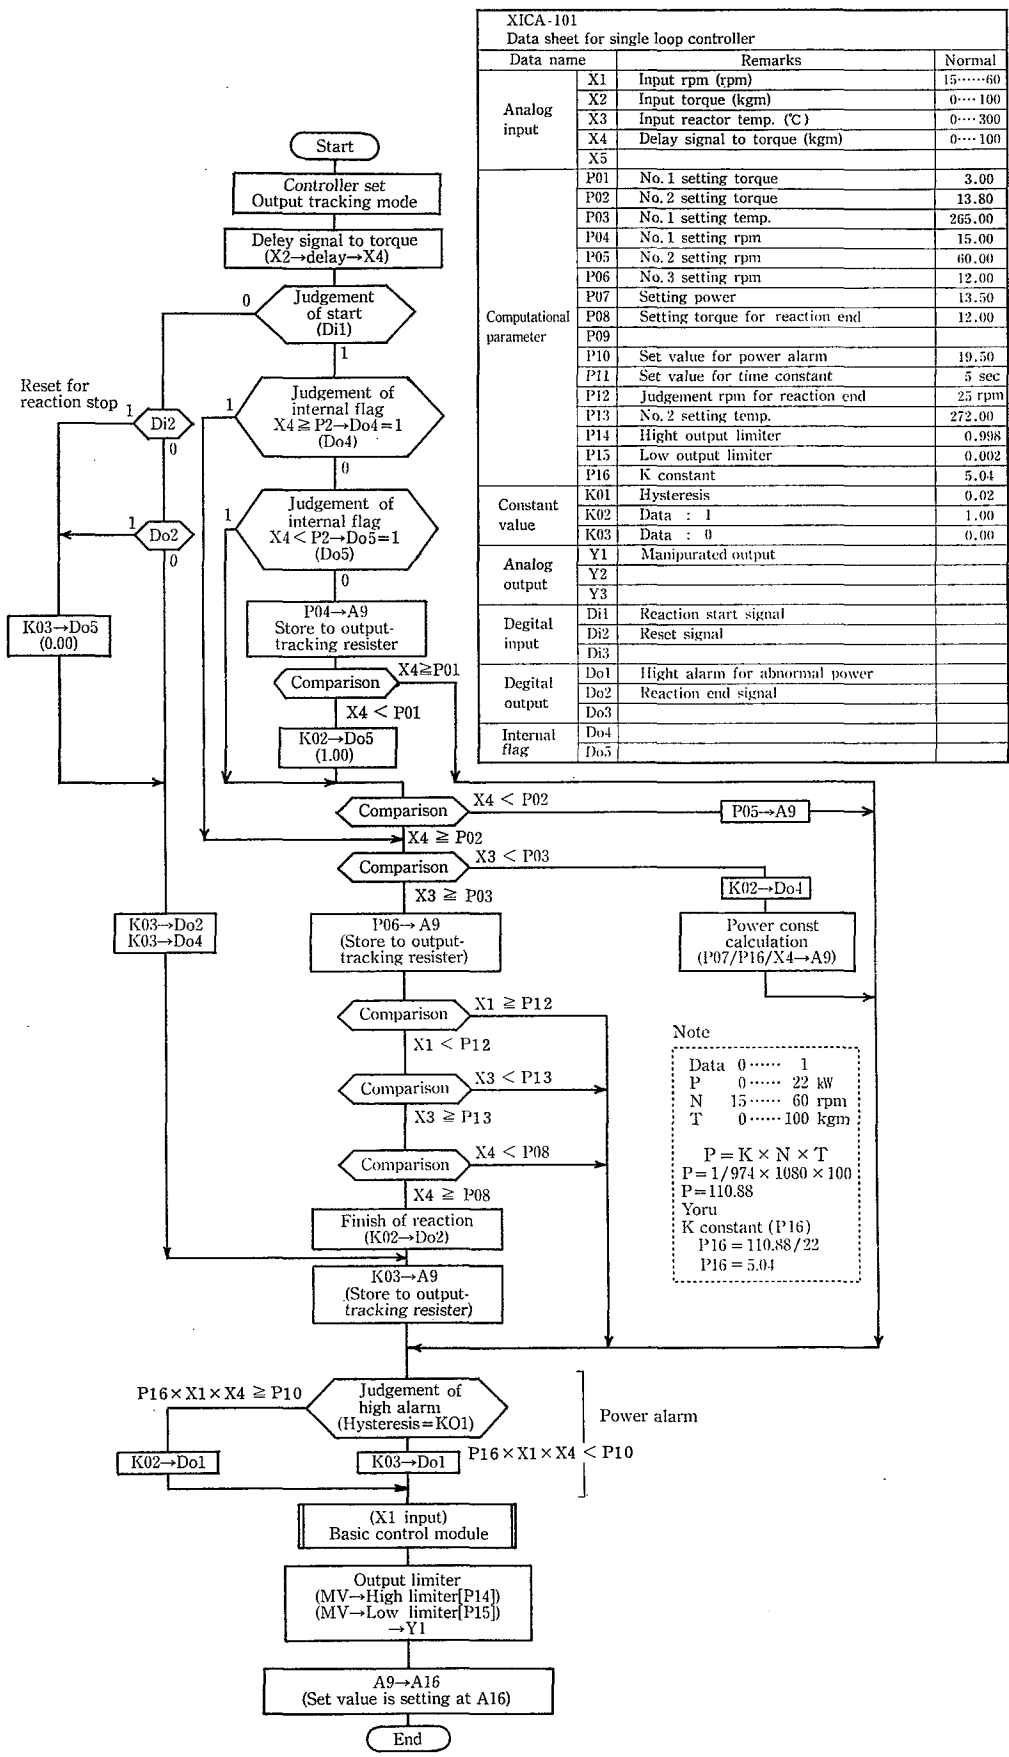 XICA-101
Data sheet for single loop controller
Data name Remarks Normal
Analog input
X1 Input rpm (rpm) 15······60
X2 Input torque (kgm) 0····100
X3 Input reactor temp. (℃) 0····300
X4 Delay signal to torque (kgm) 0····100
X5
Computational parameter
P01 No.1 setting torque 3.00
P02 No.2 setting torque 13.80
P03 No.1 setting temp. 265.00
P04 No.1 setting rpm 15.00
P05 No.2 setting rpm 60.00
P06 No.3 setting rpm 12.00
P07 Setting power 13.50
P08 Setting torque for reaction end 12.00
P09
P10 Set value for power alarm 19.50
P11 Set value for time constant 5 sec
P12 Judgement rpm for reaction end 25 rpm
P13 No.2 setting temp. 272.00
P14 Hight output limiter 0.998
P15 Low output limiter 0.002
P16 K constant 5.04
Constant value
K01 Hysteresis 0.02
K02 Data : 1 1.00
K03 Data : 0 0.00
Analog output
Y1 Manipurated output
Y2
Y3
Degital input
Di1 Reaction start signal
Di2 Reset signal
Di3
Degital output
Do1 Hight alarm for abnormal power
Do2 Reaction end signal
Do3
Internal flag
Do4
Do5
Start
Controller set
Output tracking mode
Deley signal to torque
(X2→delay→X4)
0
Judgement
of start
(Di1)
1
Reset for
reaction stop
1
Di2
0
1
Judgement of
internal flag
X4≧P2→Do4=1
(Do4)
0
1
Do2
0
1
Judgement of
internal flag
X4<P2→Do5=1
(Do5)
0
K03→Do5
(0.00)
P04→A9
Store to output-
tracking resister
Comparison
X4≧P01
X4 < P01
K02→Do5
(1.00)
Comparison
X4 < P02
P05→A9
X4 ≧ P02
Comparison
X3 < P03
K02→Do4
X3 ≧ P03
K03→Do2
K03→Do4
P06→A9
(Store to output-
tracking resister)
Power const
calculation
(P07/P16/X4→A9)
Comparison
X1 ≧ P12
X1 < P12
Comparison
X3 < P13
X3 ≧ P13
Comparison
X4 < P08
X4 ≧ P08
Finish of reaction
(K02→Do2)
K03→A9
(Store to output-
tracking resister)
Note
Data 0······ 1
P 0······ 22 kW
N 15······ 60 rpm
T 0······100 kgm
P=K×N×T
P=1/974×1080×100
P=110.88
Yoru
K constant (P16)
P16=110.88/22
P16=5.04
P16×X1×X4 ≧ P10
Judgement of
high alarm
(Hysteresis=KO1)
Power alarm
K02→Do1
K03→Do1
P16×X1×X4 < P10
(X1 input)
Basic control module
Output limiter
(MV→High limiter[P14])
(MV→Low limiter[P15])
→Y1
A9→A16
(Set value is setting at A16)
End